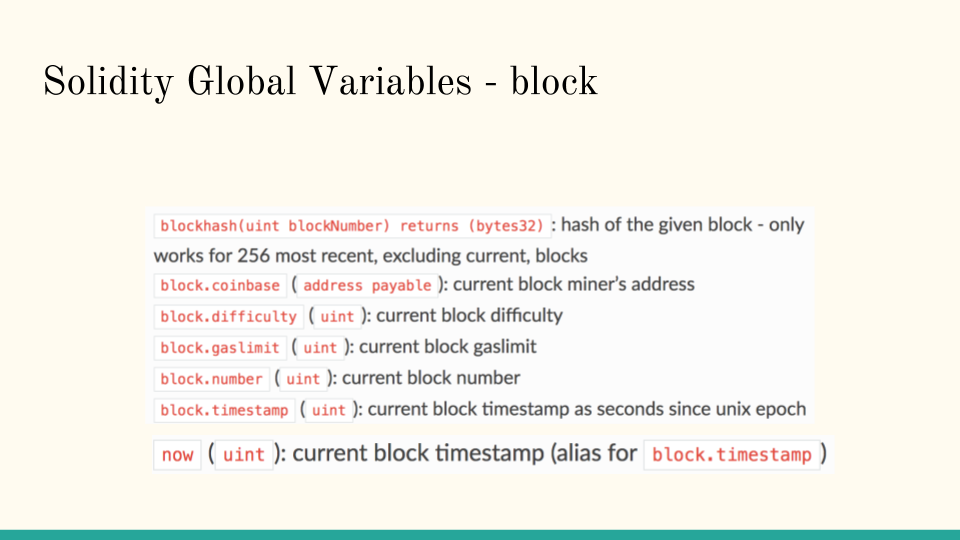 Solidity Global Variables - block
blockhash(uint blockNumber) returns (bytes32) : hash of the given block - only
works for 256 most recent, excluding current, blocks
block.coinbase ( address payable ): current block miner's address
block.difficulty ( uint ): current block difficulty
block.gaslimit ( uint ): current block gaslimit
block.number ( uint ): current block number
block.timestamp ( uint ): current block timestamp as seconds since unix epoch
now ( uint ): current block timestamp (alias for block.timestamp )